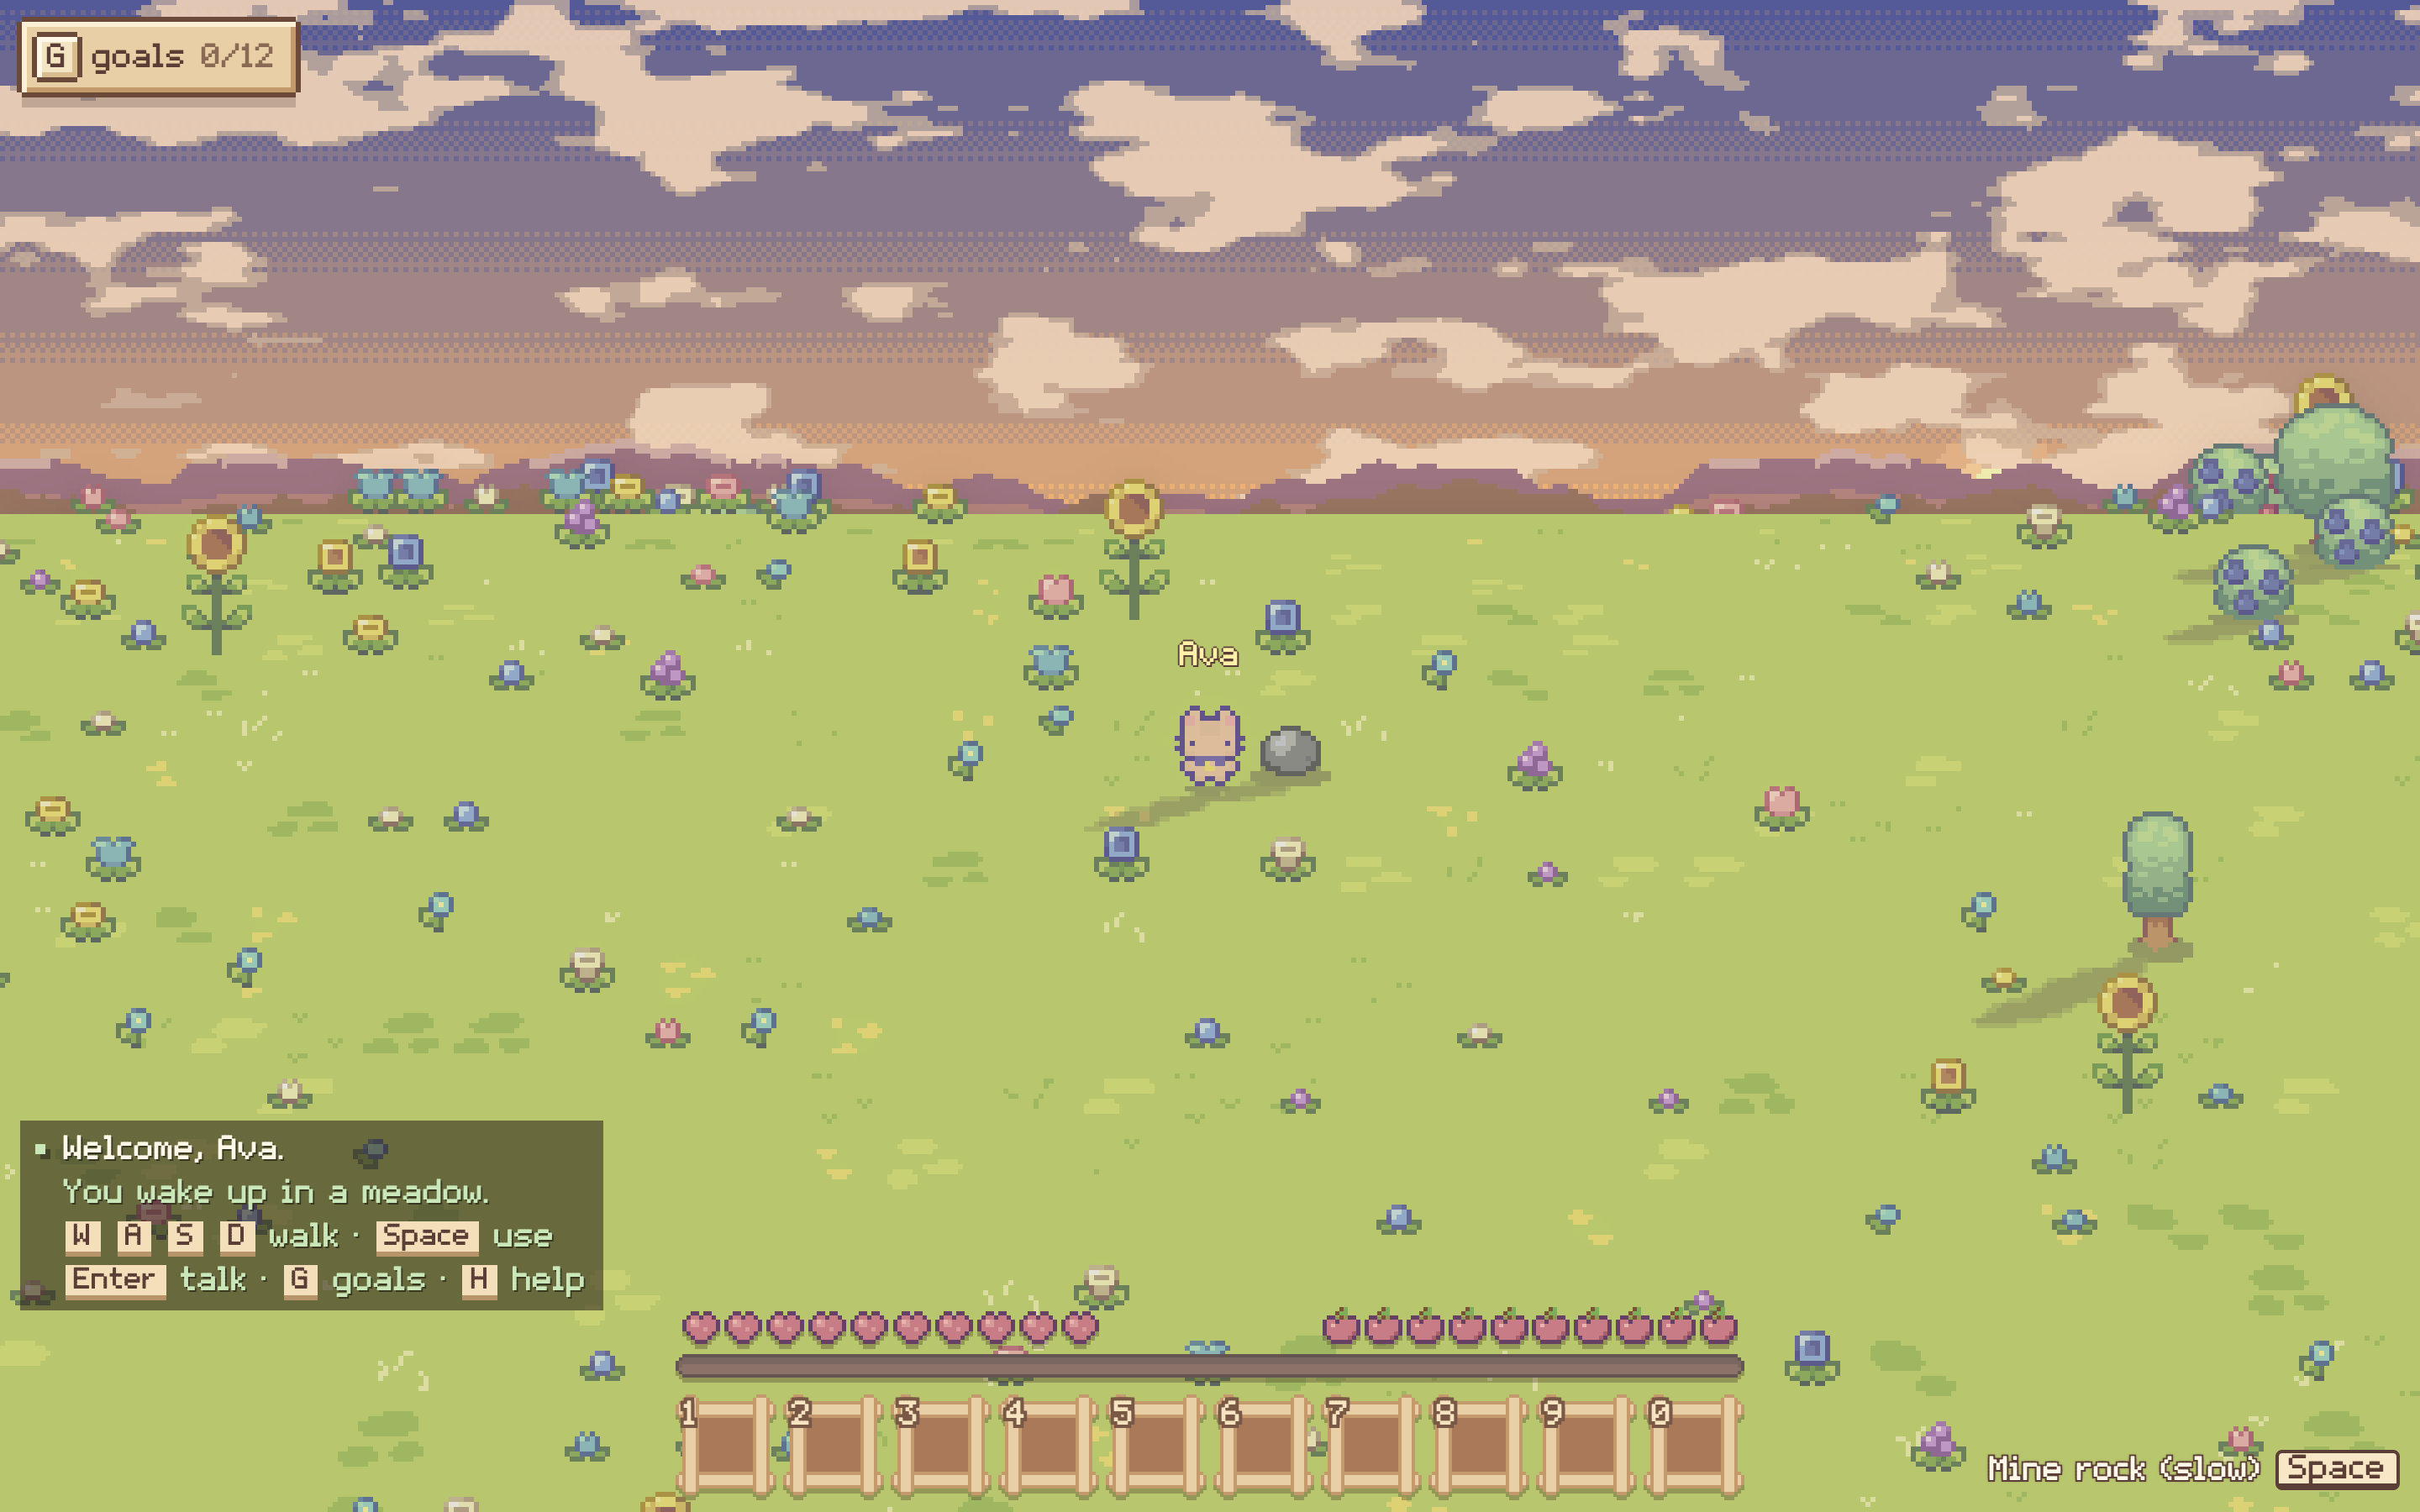 G goals 0/12
Ava
Welcome, Ava.
You wake up in a meadow.
W A S D walk · Space use
Enter talk · G goals · H help
1 2 3 4 5 6 7 8 9 0
Mine rock (slow) Space